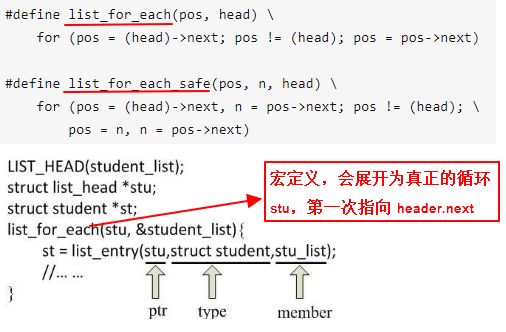 #define list_for_each(pos, head) \
for (pos = (head)->next; pos != (head); pos = pos->next)
#define list_for_each_safe(pos, n, head) \
for (pos = (head)->next, n = pos->next; pos != (head); \
pos = n, n = pos->next)
LIST_HEAD(student_list);
struct list_head *stu;
struct student *st;
list_for_each(stu, &student_list){
st = list_entry(stu,struct student,stu_list);
//... ...
}
宏定义，会展开为真正的循环
stu，第一次指向 header.next
ptr type member